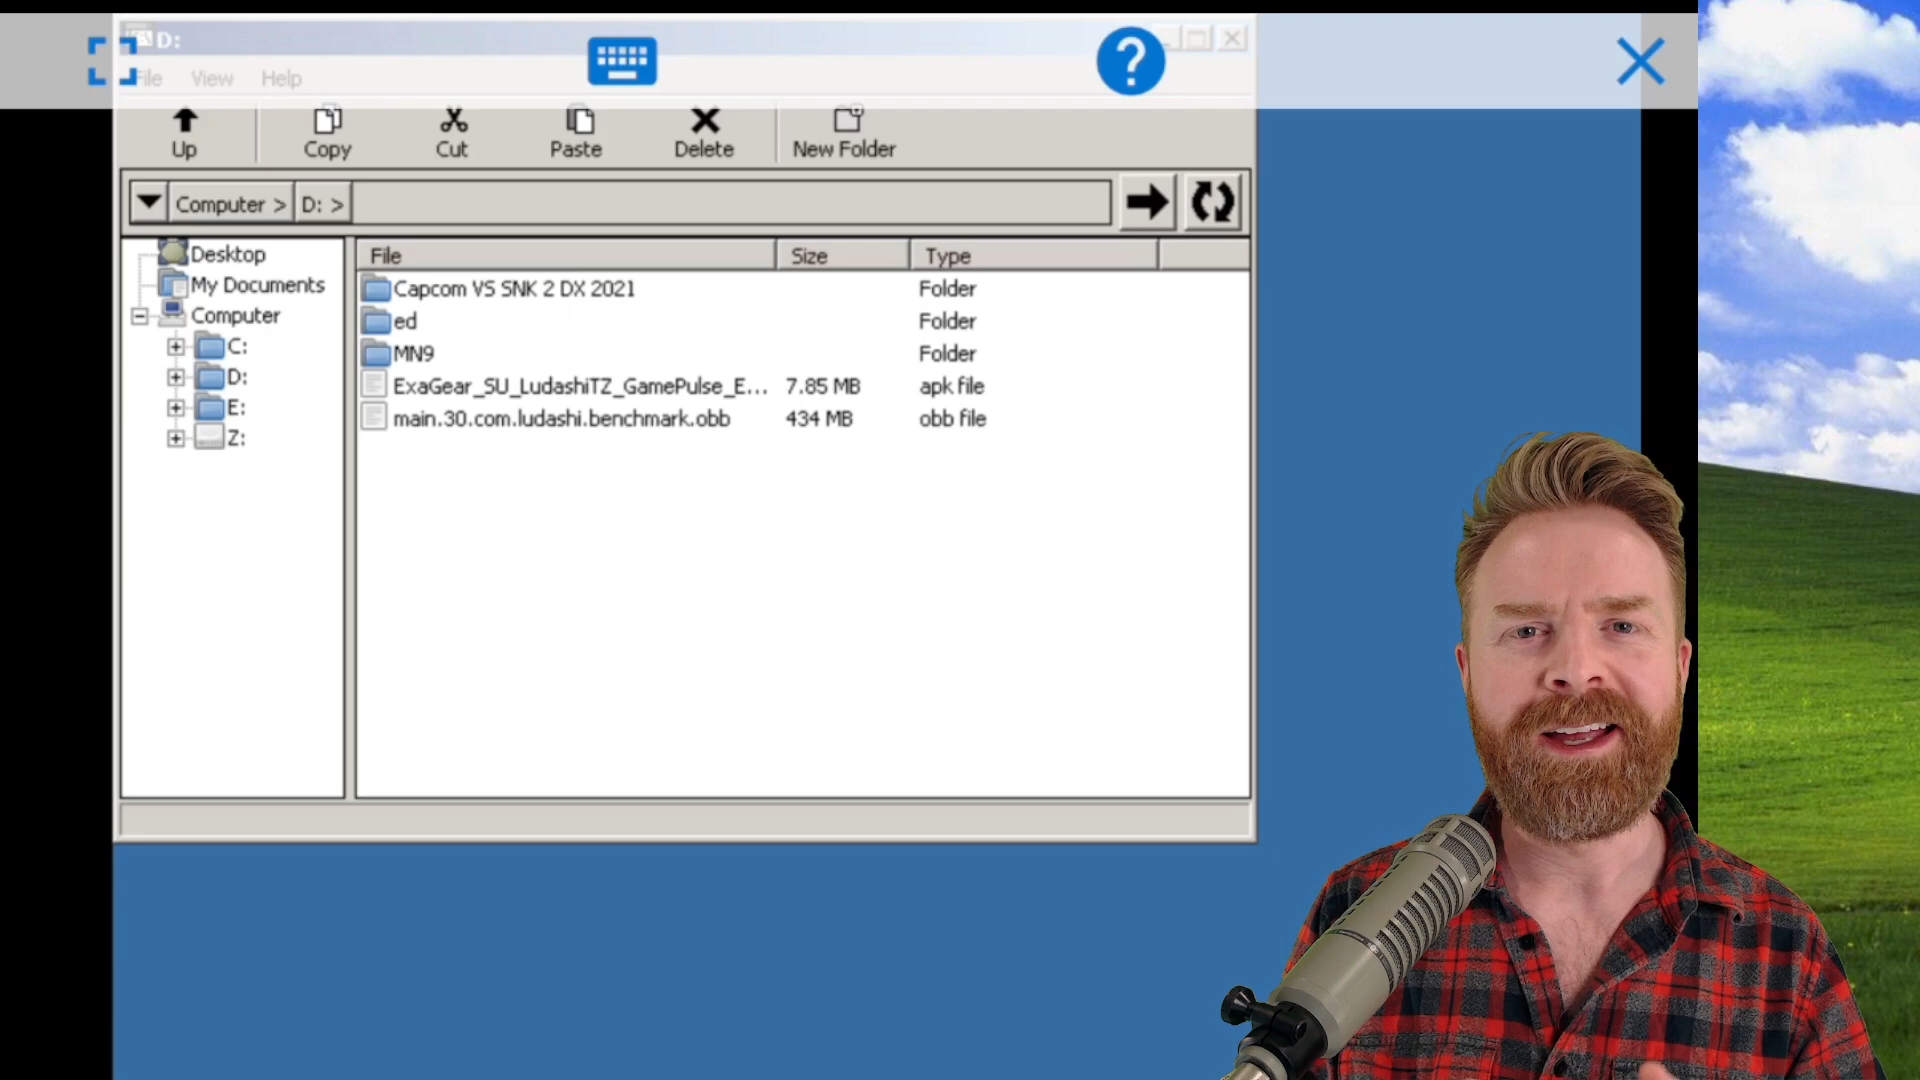 D:
File View Help
Up Copy Cut Paste Delete New Folder
Computer > D: >
Desktop
My Documents
Computer
C:
D:
E:
Z:
File Size Type
Capcom VS SNK 2 DX 2021 Folder
ed Folder
MN9 Folder
ExaGear_SU_LudashiTZ_GamePulse_E... 7.85 MB apk file
main.30.com.ludashi.benchmark.obb 434 MB obb file